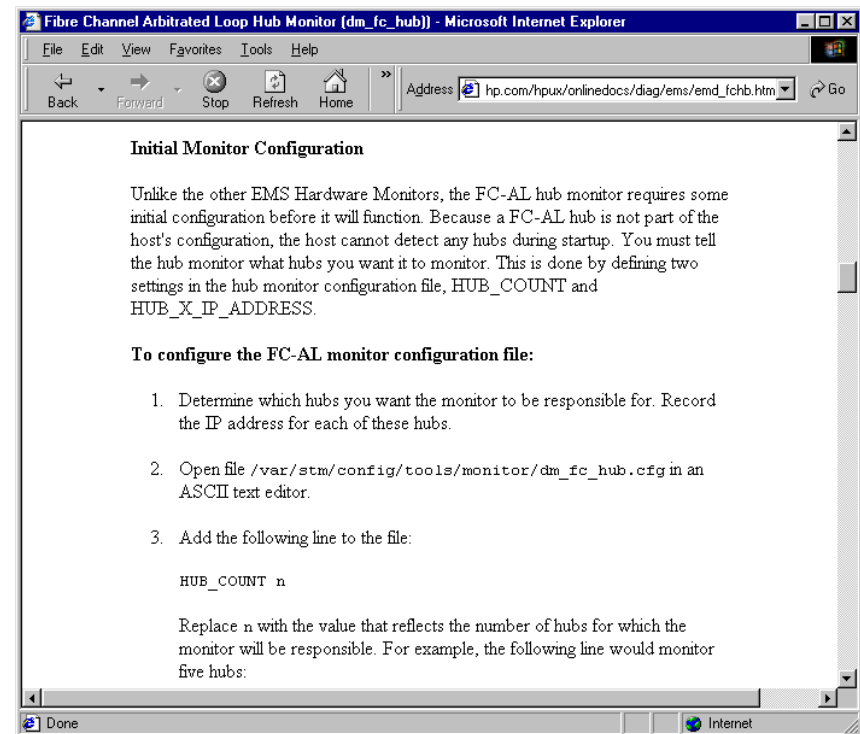 Fibre Channel Arbitrated Loop Hub Monitor (dm_fc_hub)) - Microsoft Internet Explorer
File Edit View Favorites Tools Help
Back Forward Stop Refresh Home » Address hp.com/hpux/onlinedocs/diag/ems/emd_fchb.htm Go
Initial Monitor Configuration
Unlike the other EMS Hardware Monitors, the FC-AL hub monitor requires some
initial configuration before it will function. Because a FC-AL hub is not part of the
host's configuration, the host cannot detect any hubs during startup. You must tell
the hub monitor what hubs you want it to monitor. This is done by defining two
settings in the hub monitor configuration file, HUB_COUNT and
HUB_X_IP_ADDRESS.
To configure the FC-AL monitor configuration file:
1. Determine which hubs you want the monitor to be responsible for. Record
the IP address for each of these hubs.
2. Open file /var/stm/config/tools/monitor/dm_fc_hub.cfg in an
ASCII text editor.
3. Add the following line to the file:
HUB_COUNT n
Replace n with the value that reflects the number of hubs for which the
monitor will be responsible. For example, the following line would monitor
five hubs:
Done Internet